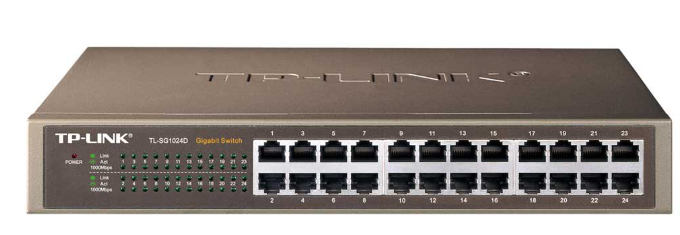 TP-LINK®
TP-LINK® TL-SG1024D Gigabit Switch
POWER
Link
Act
1000Mbps
1 3 5 7 9 11 13 15 17 19 21 23
Link
Act
1000Mbps
2 4 6 8 10 12 14 16 18 20 22 24
1 3 5 7 9 11 13 15 17 19 21 23
2 4 6 8 10 12 14 16 18 20 22 24